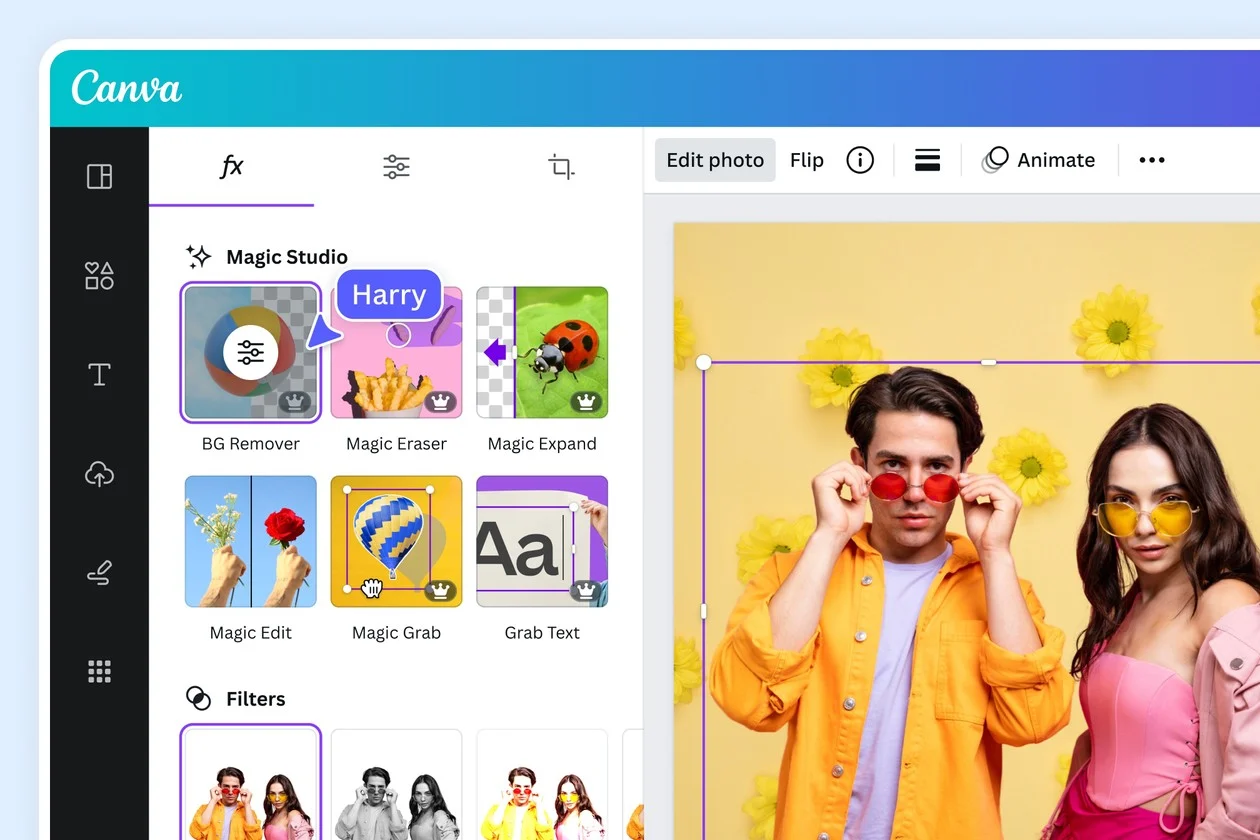 Canva
fx
Edit photo Flip Animate
Magic Studio
Harry
BG Remover Magic Eraser Magic Expand
Aa
Magic Edit Magic Grab Grab Text
Filters